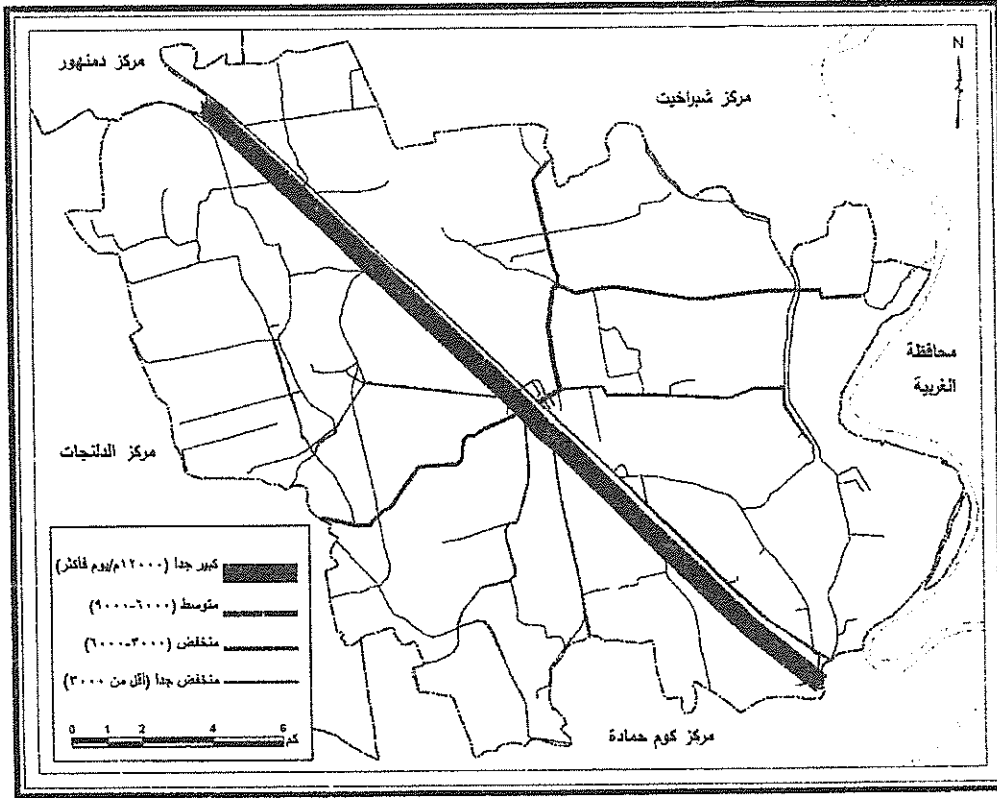 N
مركز دمنهور
مركز شبراخيت
محافظة
الغربية
مركز الدلنجات
كبير جدا (١٢٠٠٠م/يوم فأكثر)
متوسط (٦٠٠٠-٩٠٠٠)
منخفض (٣٠٠٠-٦٠٠٠)
منخفض جدا (أقل من ٣٠٠٠)
0 1 2 4 6
كم
مركز كوم حمادة